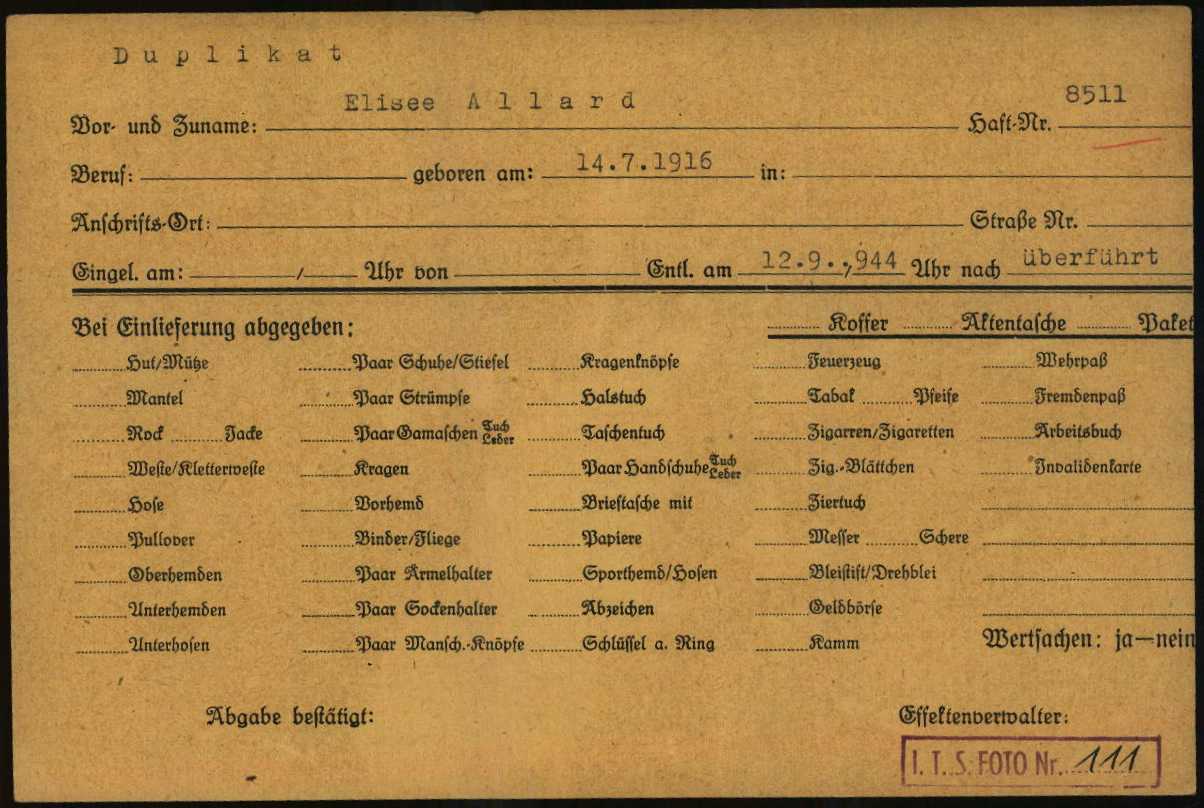 Duplikat
Elisee Allard 8511
Vor- und Zuname: Haft-Nr.
Beruf: geboren am: 14.7.1916 in:
Anschrifts-Ort: Straße Nr.
Eingel. am: / Uhr von Entl. am 12.9.,944 Uhr nach überführt
Bei Einlieferung abgegeben: Koffer Aktentasche Paket
Hut/Mütze Paar Schuhe/Stiefel Kragenknöpfe Feuerzeug Wehrpaß
Mantel Paar Strümpfe Halstuch Tabak Pfeife Fremdenpaß
Rock Jacke Paar Gamaschen Tuch Leder Taschentuch Zigarren/Zigaretten Arbeitsbuch
Weste/Kletterweste Kragen Paar Handschuhe Tuch Leder Zig.-Blättchen Invalidenkarte
Hose Vorhemd Brieftasche mit Ziertuch
Pullover Binder/Fliege Papiere Messer Schere
Oberhemden Paar Ärmelhalter Sporthemd/Hosen Bleistift/Drehblei
Unterhemden Paar Sockenhalter Abzeichen Geldbörse
Unterhosen Paar Mansch.-Knöpfe Schlüssel a. Ring Kamm Wertsachen: ja—nein
Abgabe bestätigt: Effektenverwalter:
I. T. S. FOTO Nr. 111